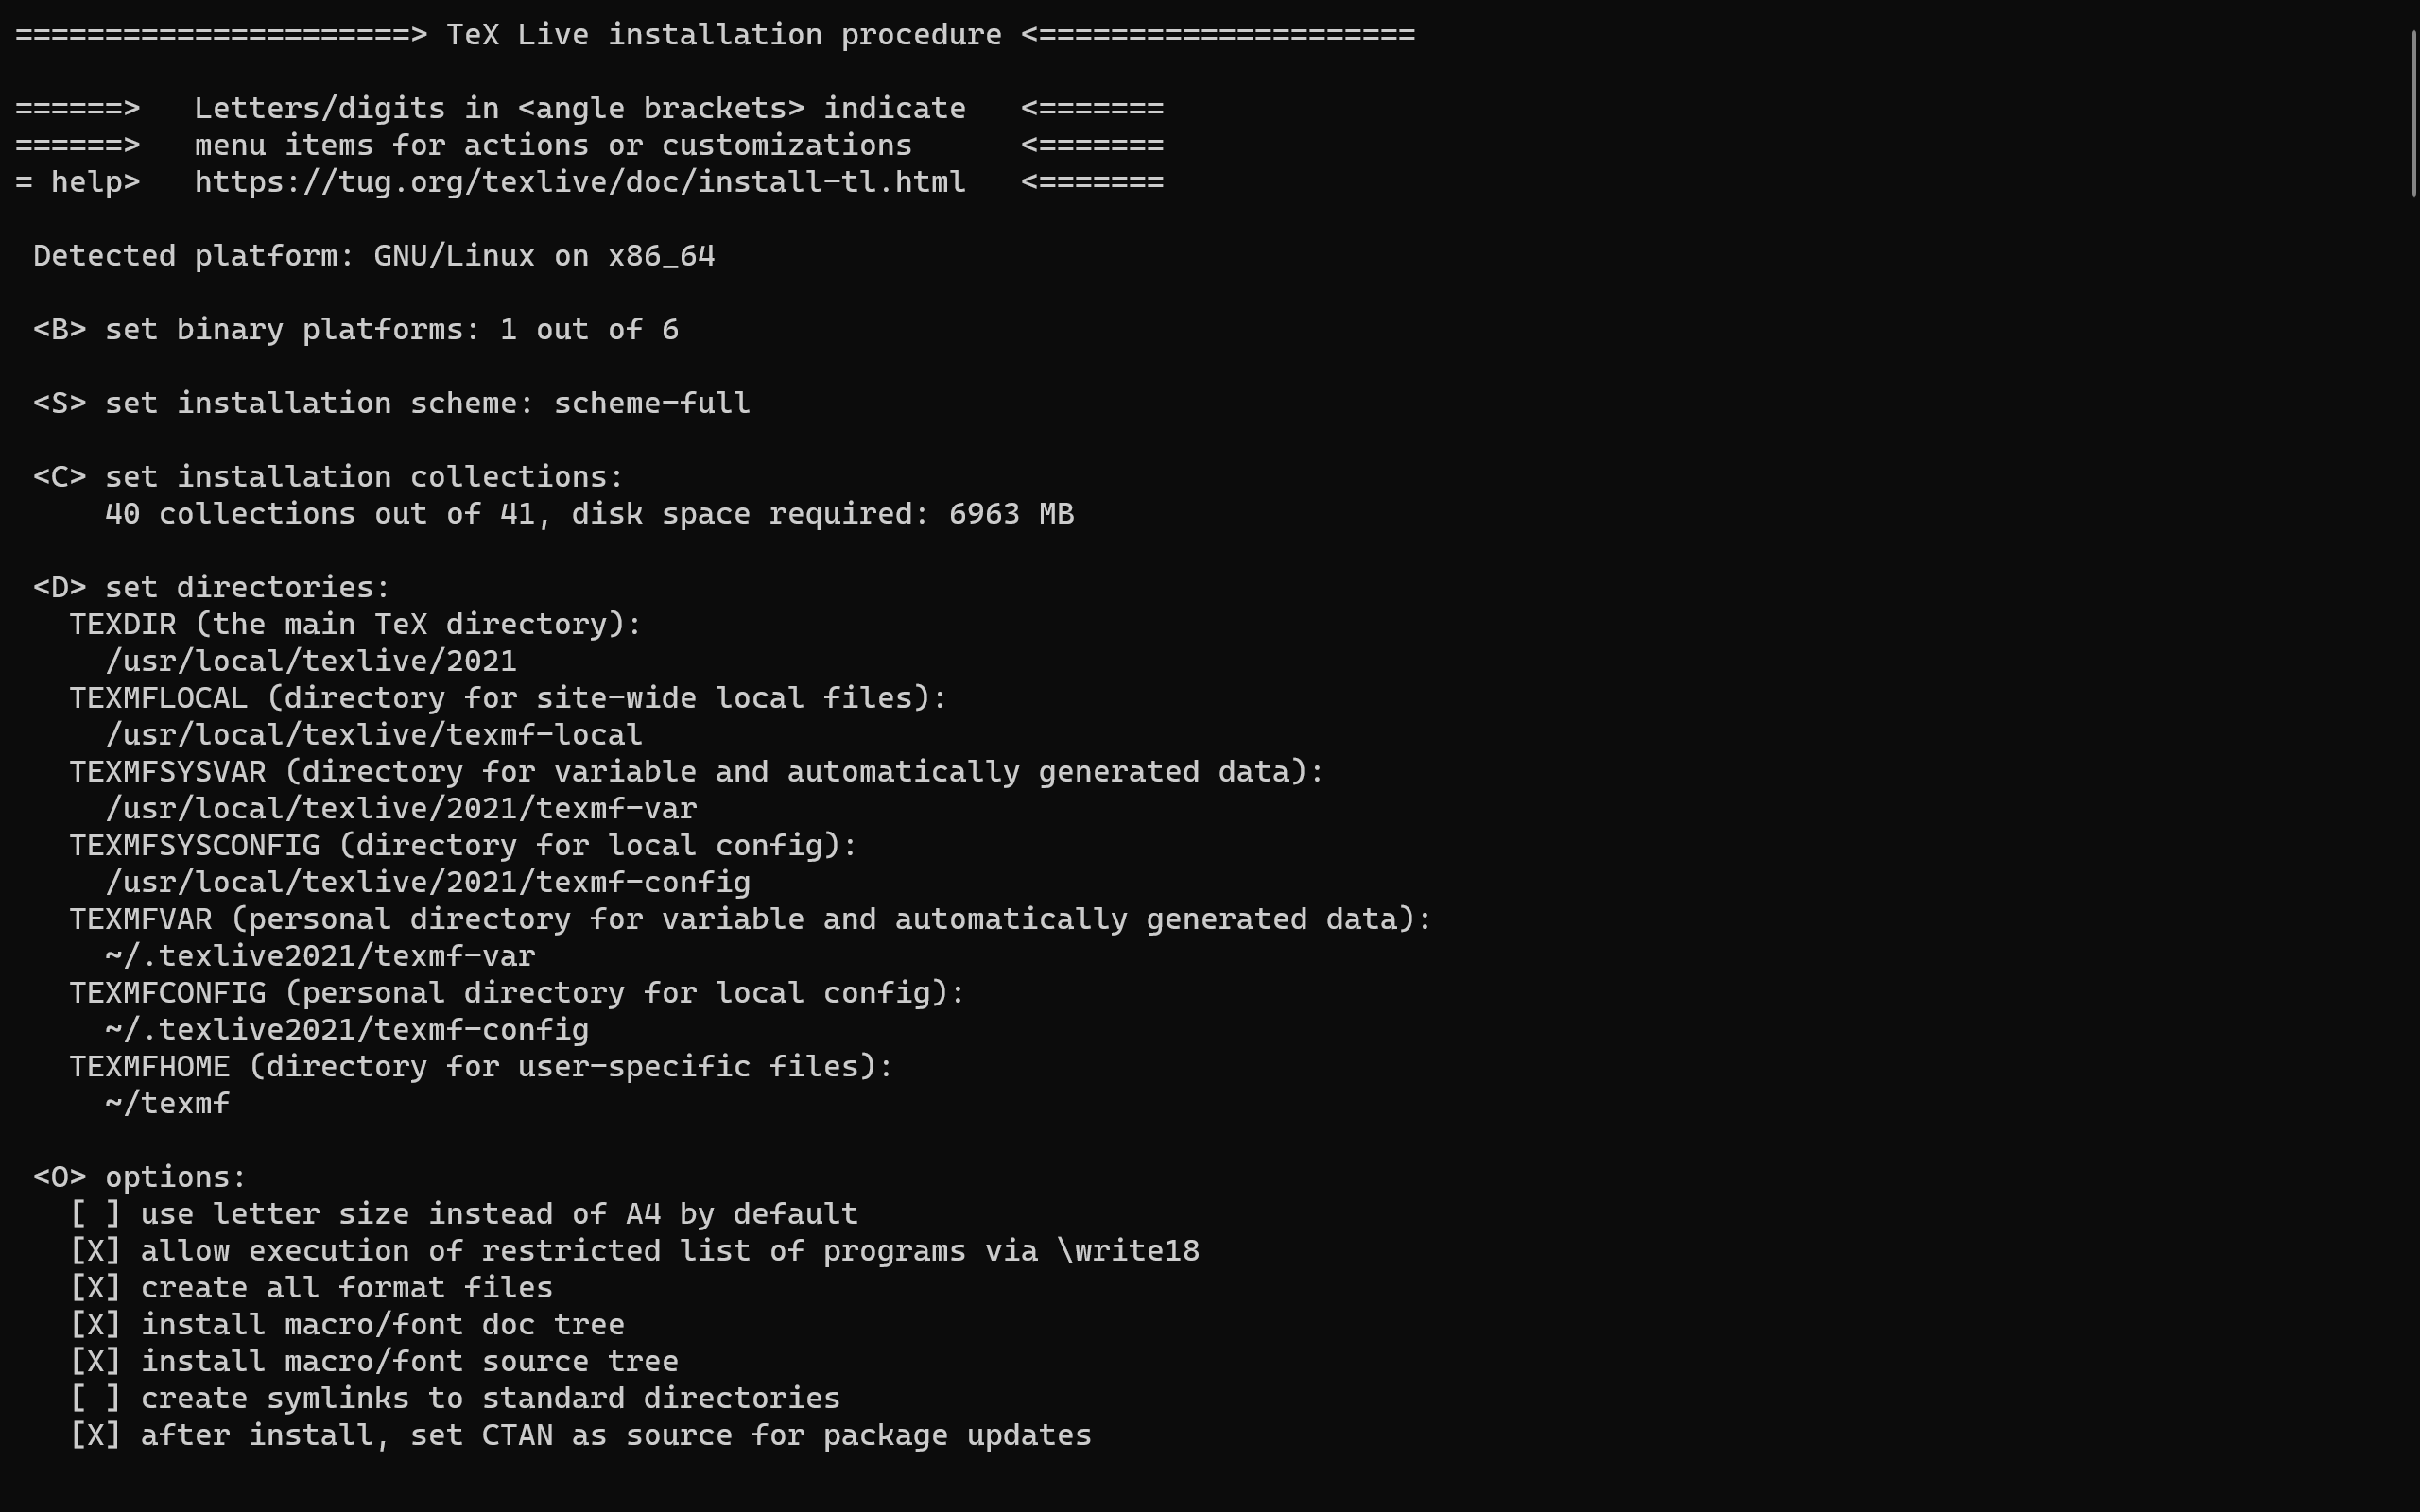 ======================> TeX Live installation procedure <=====================

======>   Letters/digits in <angle brackets> indicate   <=======
======>   menu items for actions or customizations      <=======
= help>   https://tug.org/texlive/doc/install-tl.html   <=======

 Detected platform: GNU/Linux on x86_64

 <B> set binary platforms: 1 out of 6

 <S> set installation scheme: scheme-full

 <C> set installation collections:
     40 collections out of 41, disk space required: 6963 MB

 <D> set directories:
   TEXDIR (the main TeX directory):
     /usr/local/texlive/2021
   TEXMFLOCAL (directory for site-wide local files):
     /usr/local/texlive/texmf-local
   TEXMFSYSVAR (directory for variable and automatically generated data):
     /usr/local/texlive/2021/texmf-var
   TEXMFSYSCONFIG (directory for local config):
     /usr/local/texlive/2021/texmf-config
   TEXMFVAR (personal directory for variable and automatically generated data):
     ~/.texlive2021/texmf-var
   TEXMFCONFIG (personal directory for local config):
     ~/.texlive2021/texmf-config
   TEXMFHOME (directory for user-specific files):
     ~/texmf

 <O> options:
   [ ] use letter size instead of A4 by default
   [X] allow execution of restricted list of programs via \write18
   [X] create all format files
   [X] install macro/font doc tree
   [X] install macro/font source tree
   [ ] create symlinks to standard directories
   [X] after install, set CTAN as source for package updates